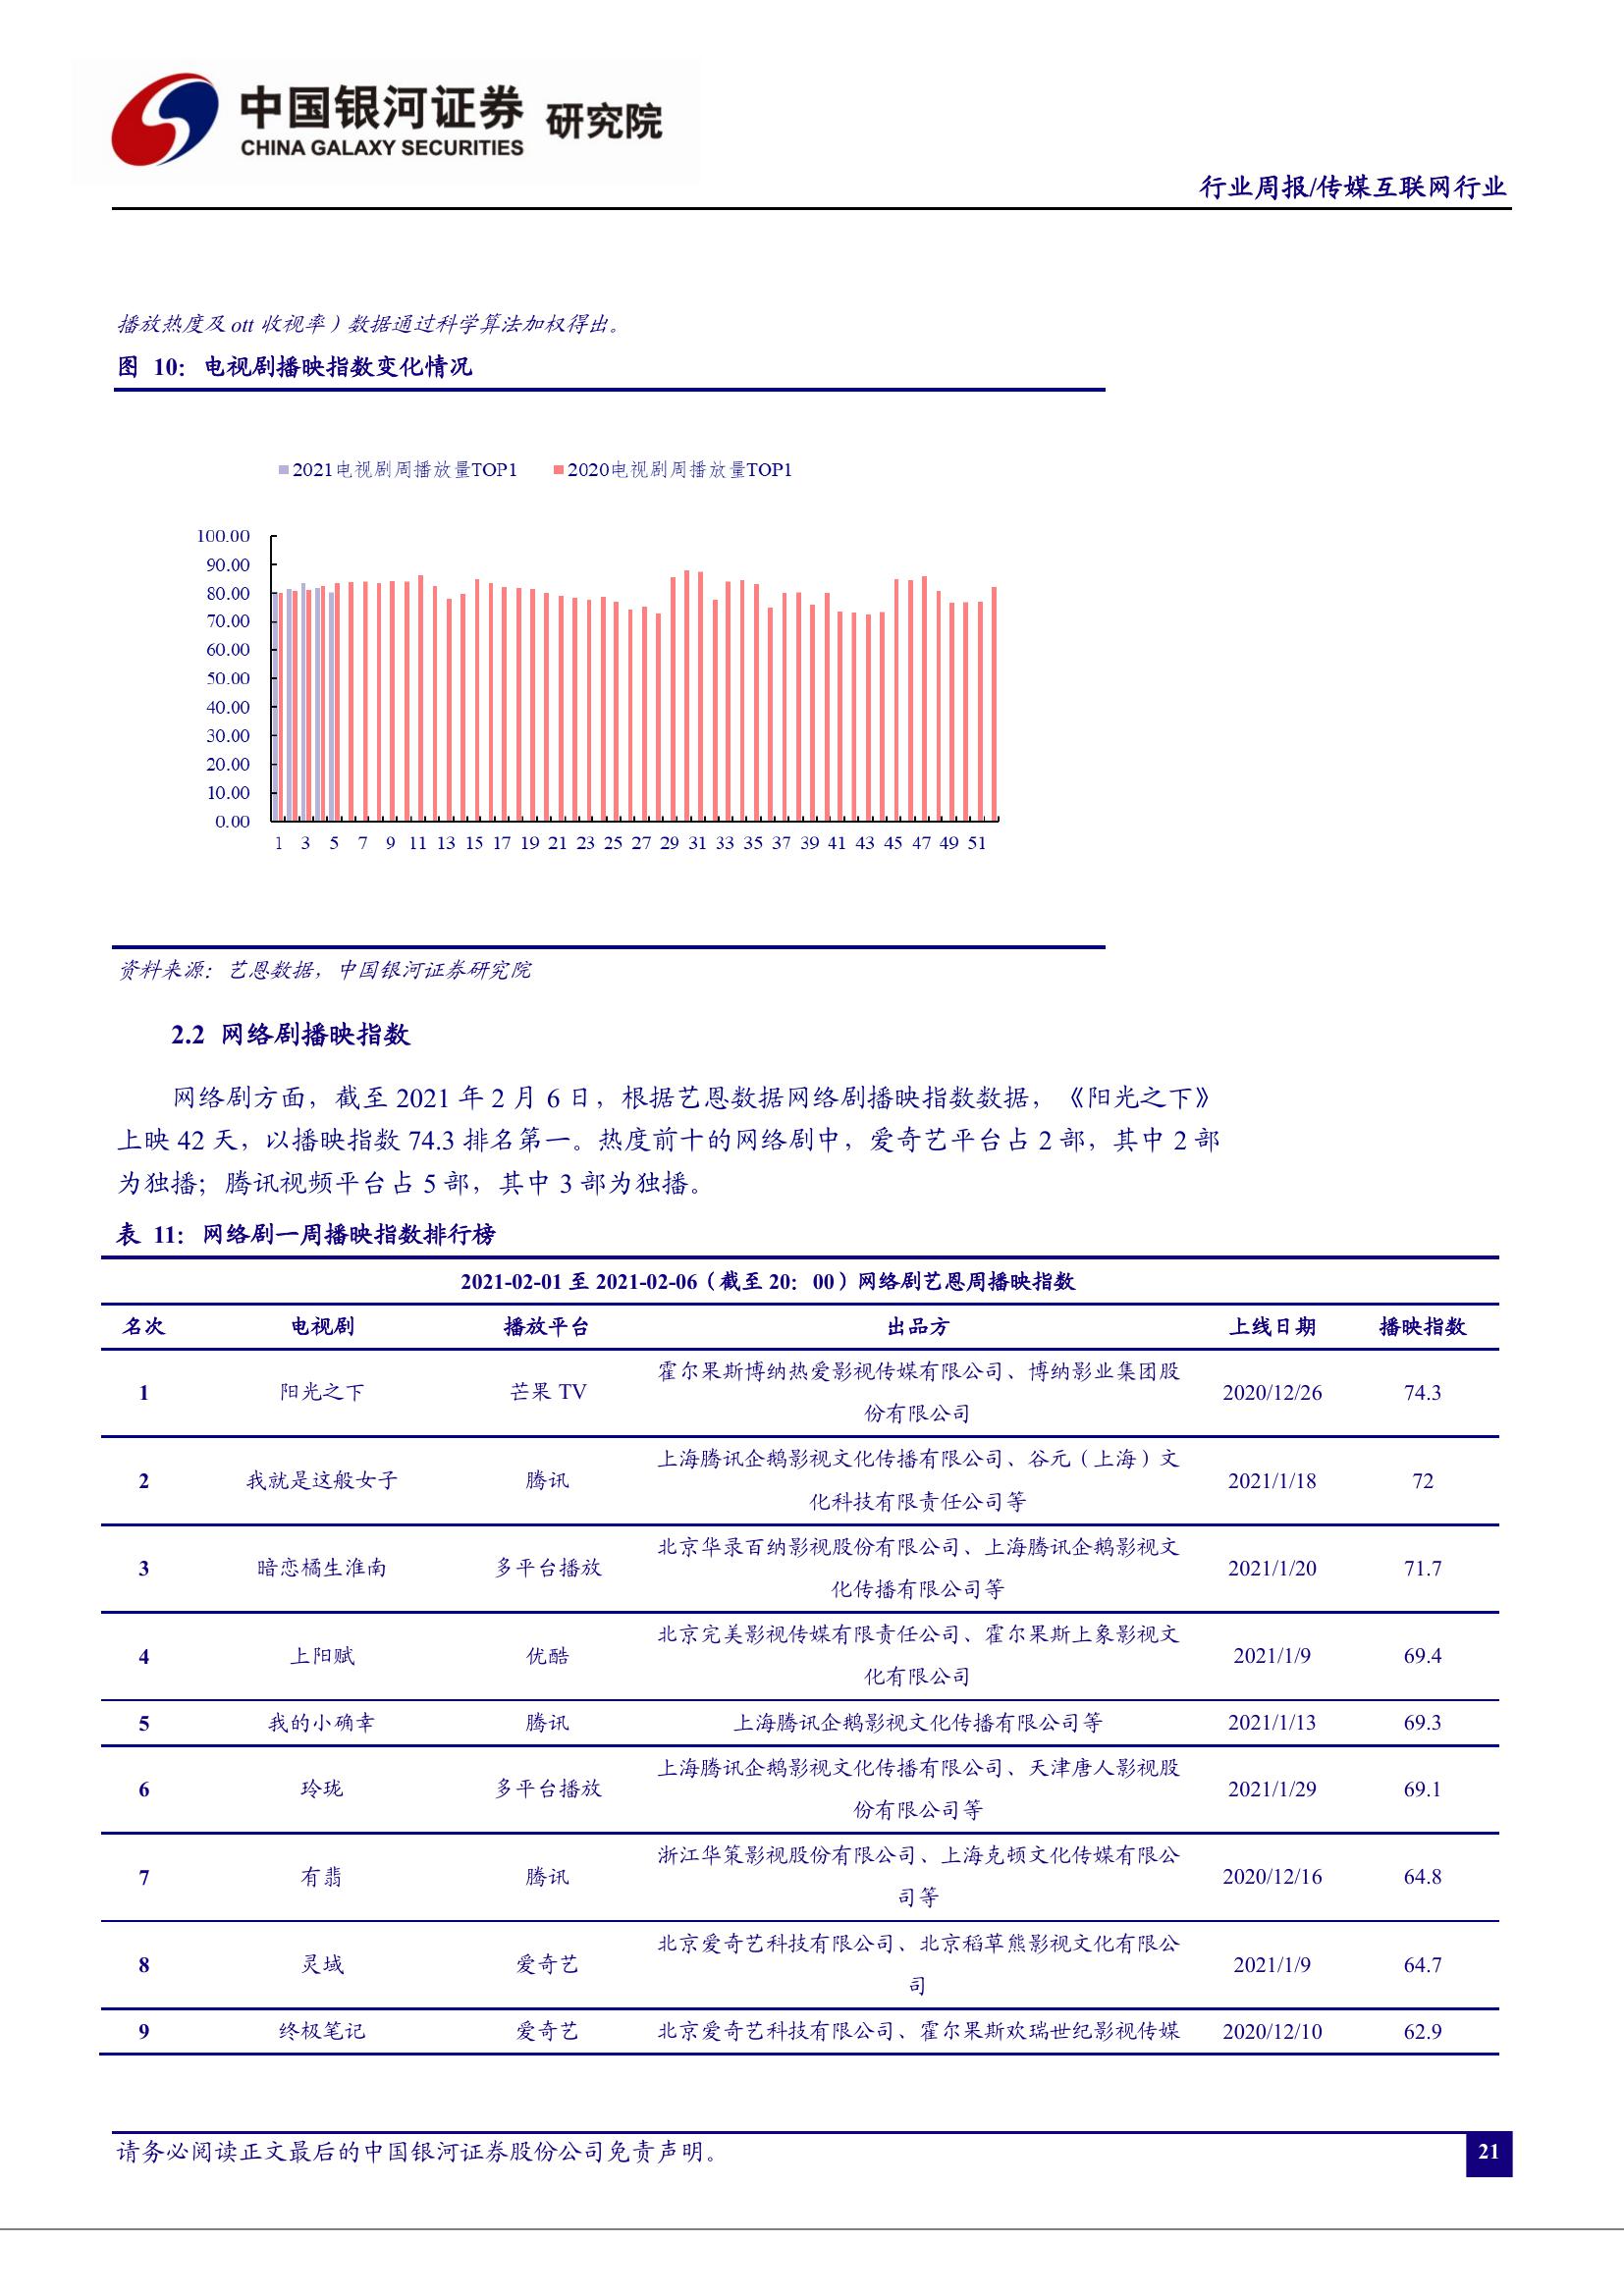 中国银河证券 研究院
CHINA GALAXY SECURITIES
行业周报/传媒互联网行业
播放热度及 ott 收视率）数据通过科学算法加权得出。
图 10：电视剧播映指数变化情况
2021电视剧周播放量TOP1 2020电视剧周播放量TOP1
100.00
90.00
80.00
70.00
60.00
50.00
40.00
30.00
20.00
10.00
0.00
1 3 5 7 9 11 13 15 17 19 21 23 25 27 29 31 33 35 37 39 41 43 45 47 49 51
资料来源：艺恩数据，中国银河证券研究院
2.2 网络剧播映指数
网络剧方面，截至 2021 年 2 月 6 日，根据艺恩数据网络剧播映指数数据，《阳光之下》
上映 42 天，以播映指数 74.3 排名第一。热度前十的网络剧中，爱奇艺平台占 2 部，其中 2 部
为独播；腾讯视频平台占 5 部，其中 3 部为独播。
表 11：网络剧一周播映指数排行榜
2021-02-01 至 2021-02-06（截至 20：00）网络剧艺恩周播映指数
名次 电视剧 播放平台 出品方 上线日期 播映指数
霍尔果斯博纳热爱影视传媒有限公司、博纳影业集团股
1 阳光之下 芒果 TV 2020/12/26 74.3
份有限公司
上海腾讯企鹅影视文化传播有限公司、谷元（上海）文
2 我就是这般女子 腾讯 2021/1/18 72
化科技有限责任公司等
北京华录百纳影视股份有限公司、上海腾讯企鹅影视文
3 暗恋橘生淮南 多平台播放 2021/1/20 71.7
化传播有限公司等
北京完美影视传媒有限责任公司、霍尔果斯上象影视文
4 上阳赋 优酷 2021/1/9 69.4
化有限公司
5 我的小确幸 腾讯 上海腾讯企鹅影视文化传播有限公司等 2021/1/13 69.3
上海腾讯企鹅影视文化传播有限公司、天津唐人影视股
6 玲珑 多平台播放 2021/1/29 69.1
份有限公司等
浙江华策影视股份有限公司、上海克顿文化传媒有限公
7 有翡 腾讯 2020/12/16 64.8
司等
北京爱奇艺科技有限公司、北京稻草熊影视文化有限公
8 灵域 爱奇艺 2021/1/9 64.7
司
9 终极笔记 爱奇艺 北京爱奇艺科技有限公司、霍尔果斯欢瑞世纪影视传媒 2020/12/10 62.9
请务必阅读正文最后的中国银河证券股份公司免责声明。
21